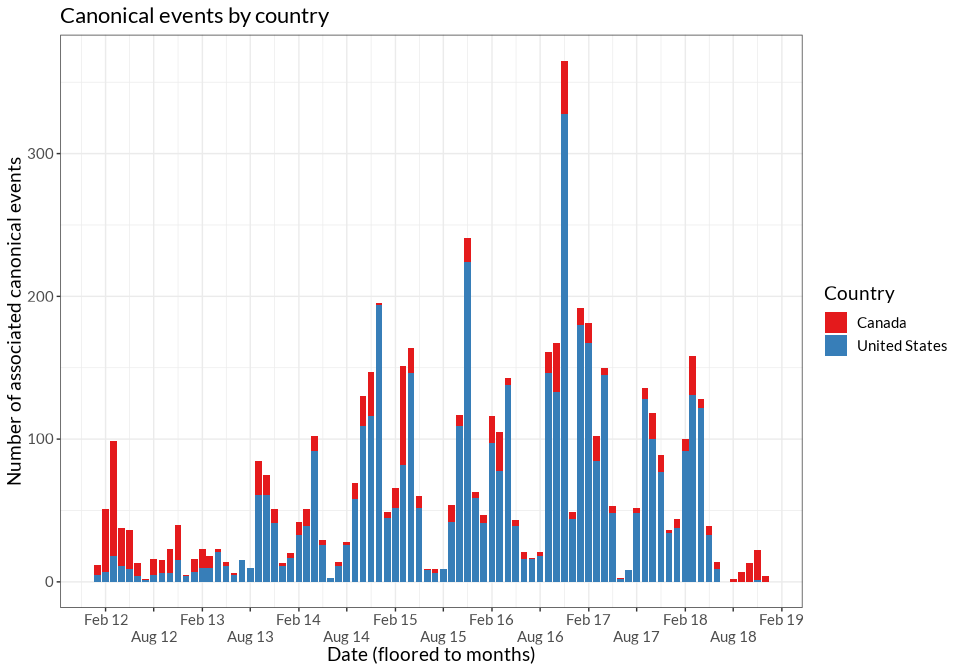 Canonical events by country
Number of associated canonical events
300
200
100
0
Feb 12
Aug 12
Feb 13
Aug 13
Feb 14
Aug 14
Feb 15
Aug 15
Feb 16
Aug 16
Feb 17
Aug 17
Feb 18
Aug 18
Feb 19
Date (floored to months)
Country
Canada
United States